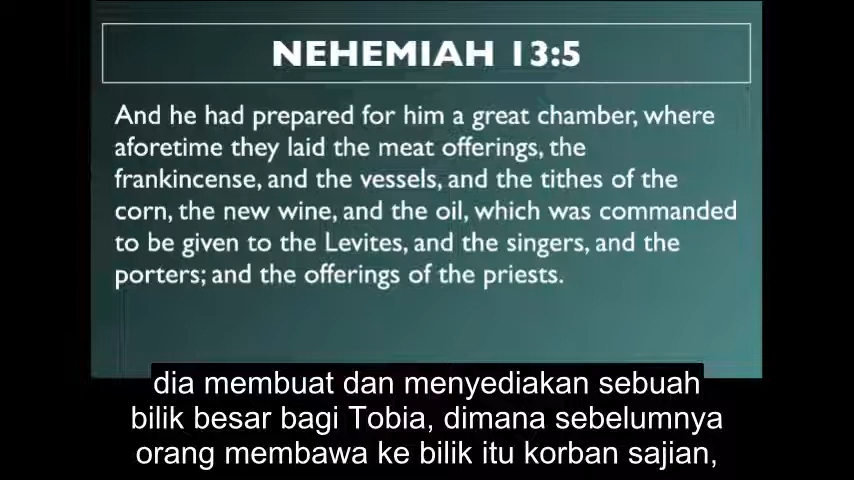 NEHEMIAH 13:5
And he had prepared for him a great chamber, where
aforetime they laid the meat offerings, the
frankincense, and the vessels, and the tithes of the
corn, the new wine, and the oil, which was commanded
to be given to the Levites, and the singers, and the
porters; and the offerings of the priests.
dia membuat dan menyediakan sebuah
bilik besar bagi Tobia, dimana sebelumnya
orang membawa ke bilik itu korban sajian,